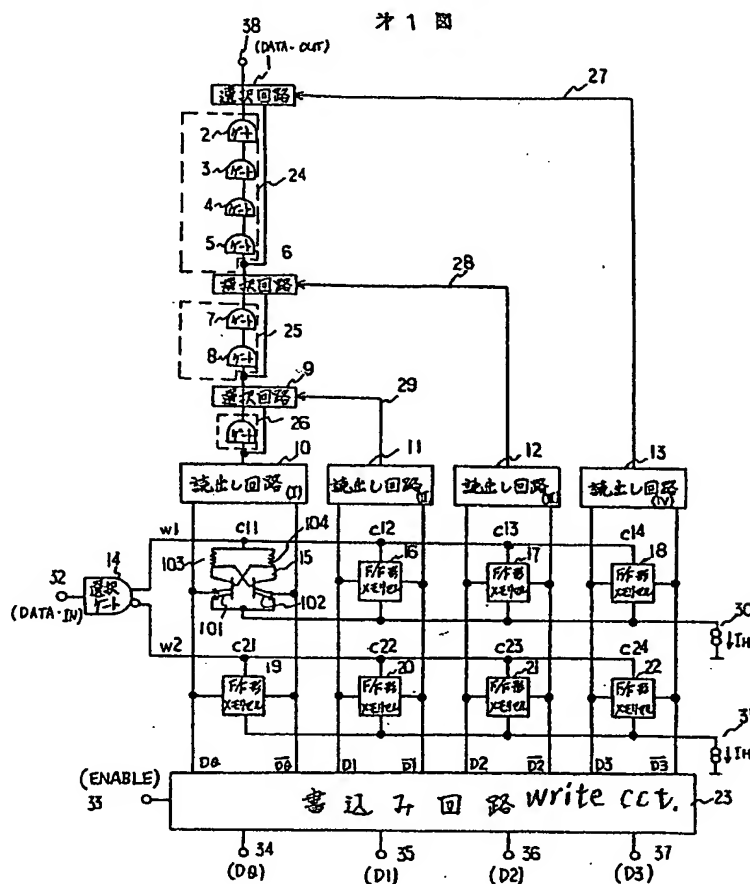 第1図
38
(DATA-OUT)
1
選択回路
27
2
ゲート
3
ゲート
24
4
ゲート
5
ゲート
6
選択回路
28
7
ゲート
25
8
ゲート
9
選択回路
29
26
ゲート
10
11
12
13
読出し回路(I)
読出し回路(II)
読出し回路(III)
読出し回路(IV)
W1
C11
C12
C13
C14
14
103
104
15
16
17
18
32
選択ゲート
F/F形メモリセル
F/F形メモリセル
F/F形メモリセル
(DATA-IN)
101
102
30
↓IH
W2
C21
C22
C23
C24
19
20
21
22
F/F形メモリセル
F/F形メモリセル
F/F形メモリセル
F/F形メモリセル
31
↓IH
DØ
D̅Ø̅
D1
D̅1̅
D2
D̅2̅
D3
D̅3̅
(ENABLE)
33
書込み回路 write cct.
23
34
35
36
37
(DØ)
(D1)
(D2)
(D3)